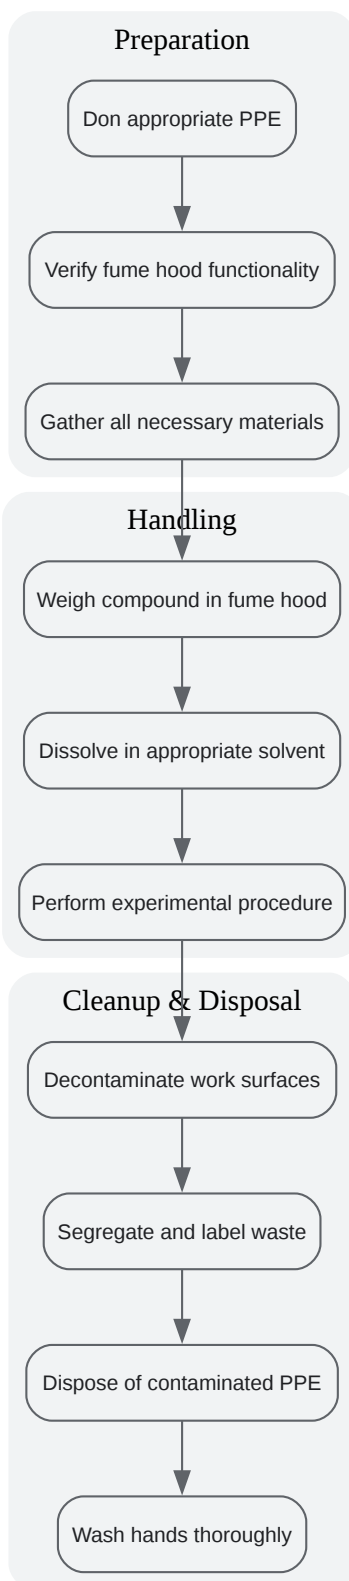 Preparation
Don appropriate PPE
Verify fume hood functionality
Gather all necessary materials
Handling
Weigh compound in fume hood
Dissolve in appropriate solvent
Perform experimental procedure
Cleanup & Disposal
Decontaminate work surfaces
Segregate and label waste
Dispose of contaminated PPE
Wash hands thoroughly